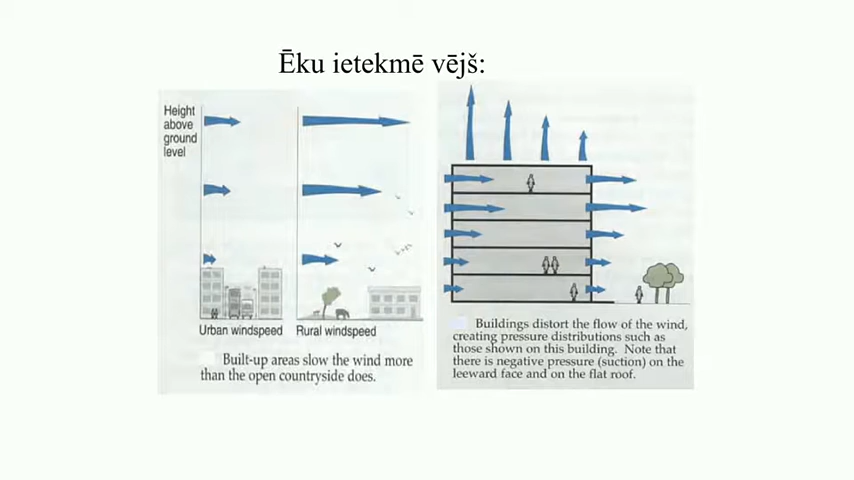 Ēku ietekmē vējš:
Height
above
ground
level
Urban windspeed
Rural windspeed
Built-up areas slow the wind more
than the open countryside does.
Buildings distort the flow of the wind,
creating pressure distributions such as
those shown on this building. Note that
there is negative pressure (suction) on the
leeward face and on the flat roof.